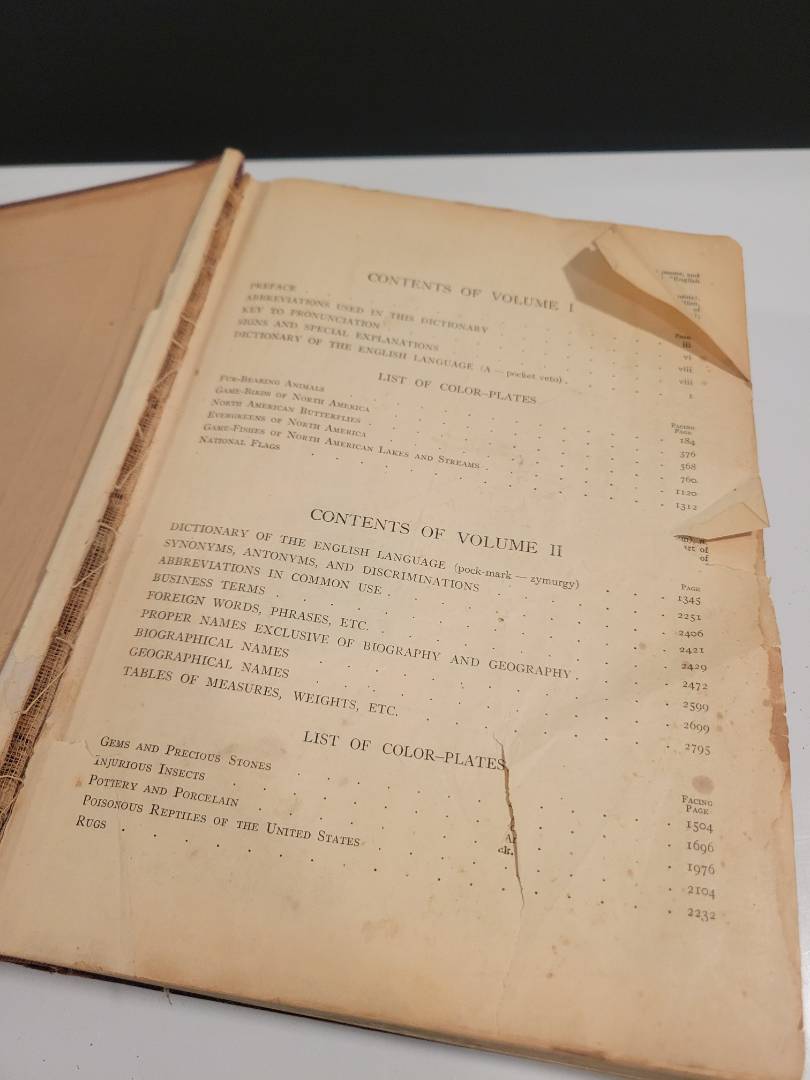 CONTENTS OF VOLUME I
PAGE
PREFACE iii
ABBREVIATIONS USED IN THIS DICTIONARY vi
KEY TO PRONUNCIATION viii
SIGNS AND SPECIAL EXPLANATIONS viii
DICTIONARY OF THE ENGLISH LANGUAGE (A — pocket veto) 1
LIST OF COLOR-PLATES
FACING
PAGE
FUR-BEARING ANIMALS 184
GAME-BIRDS OF NORTH AMERICA 376
NORTH AMERICAN BUTTERFLIES 568
EVERGREENS OF NORTH AMERICA 760
GAME-FISHES OF NORTH AMERICAN LAKES AND STREAMS 1120
NATIONAL FLAGS 1312
CONTENTS OF VOLUME II
PAGE
DICTIONARY OF THE ENGLISH LANGUAGE (pock-mark — zymurgy) 1345
SYNONYMS, ANTONYMS, AND DISCRIMINATIONS 2251
ABBREVIATIONS IN COMMON USE 2406
BUSINESS TERMS 2421
FOREIGN WORDS, PHRASES, ETC. 2429
PROPER NAMES EXCLUSIVE OF BIOGRAPHY AND GEOGRAPHY 2472
BIOGRAPHICAL NAMES 2599
GEOGRAPHICAL NAMES 2699
TABLES OF MEASURES, WEIGHTS, ETC. 2795
LIST OF COLOR-PLATES
FACING
PAGE
GEMS AND PRECIOUS STONES 1504
INJURIOUS INSECTS 1696
POTTERY AND PORCELAIN 1976
POISONOUS REPTILES OF THE UNITED STATES 2104
RUGS 2232
and
English
of
of
of